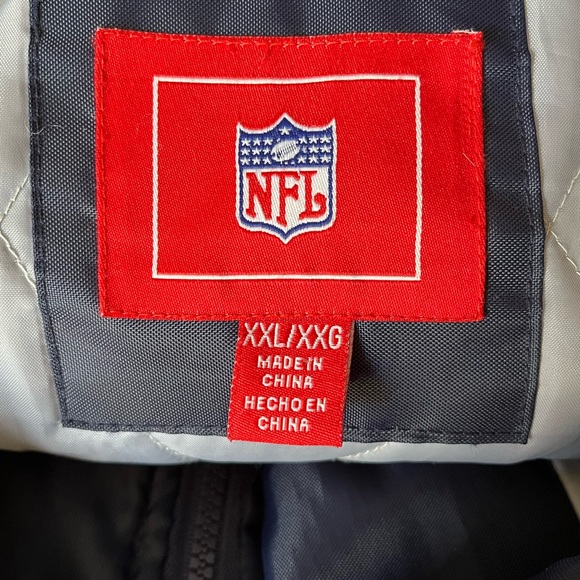 NFL
XXL/XXG
MADE IN
CHINA
HECHO EN
CHINA